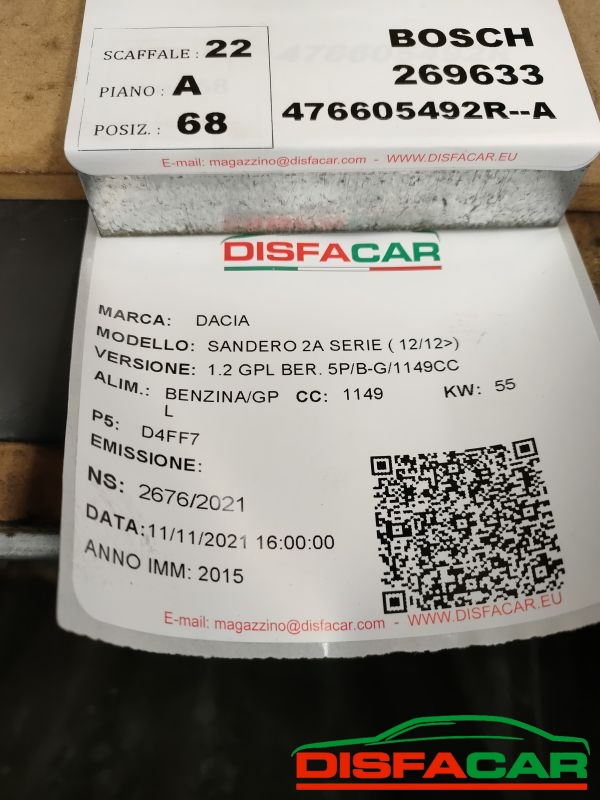 SCAFFALE: 22
PIANO: A
POSIZ.: 68
BOSCH
269633
476605492R--A
E-mail: magazzino@disfacar.com - WWW.DISFACAR.EU
DISFACAR
MARCA: DACIA
MODELLO: SANDERO 2A SERIE ( 12/12>)
VERSIONE: 1.2 GPL BER. 5P/B-G/1149CC
ALIM.: BENZINA/GP CC: 1149 KW: 55
L
P5: D4FF7
EMISSIONE:
NS: 2676/2021
DATA:11/11/2021 16:00:00
ANNO IMM: 2015
E-mail: magazzino@disfacar.com - WWW.DISFACAR.EU
DISFACAR